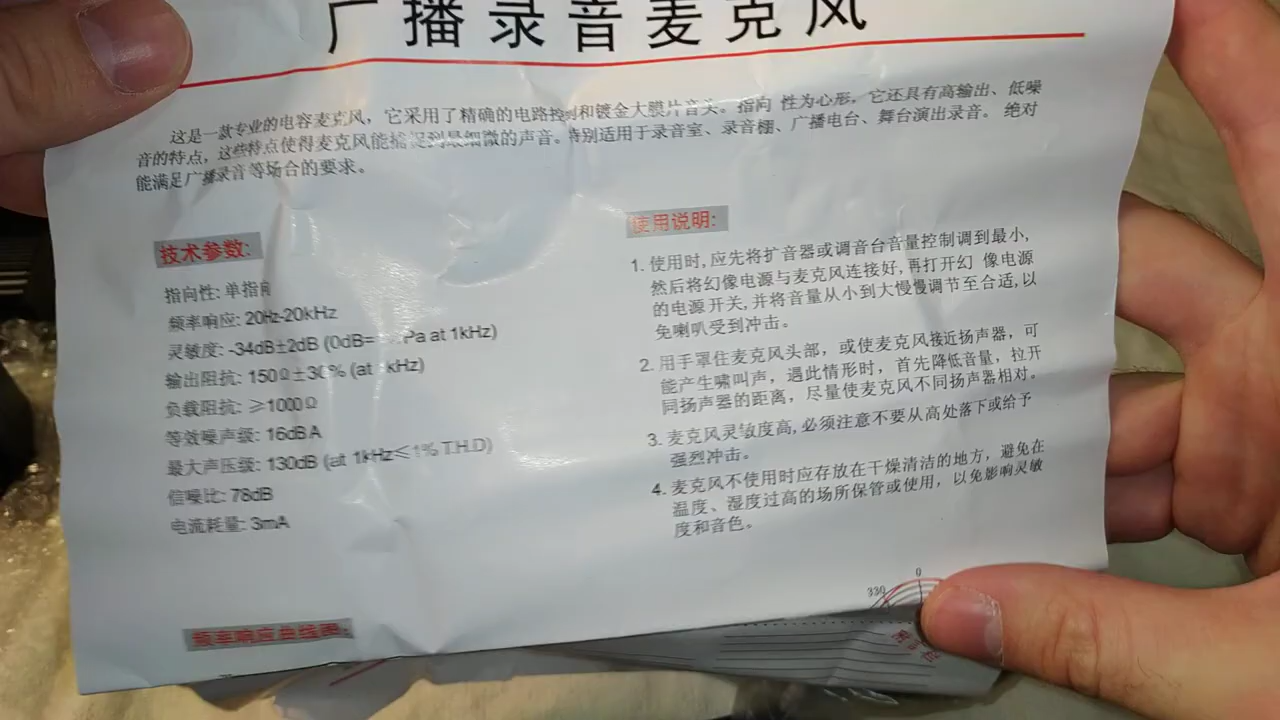 广播录音麦克风
这是一款专业的电容麦克风，它采用了精确的电路控制和镀金大膜片音头。指向 性为心形，它还具有高输出、低噪
音的特点，这些特点使得麦克风能捕捉到最细微的声音。特别适用于录音室、录音棚、广播电台、舞台演出录音。 绝对
能满足广播录音等场合的要求。
技术参数:
指向性: 单指向
频率响应: 20Hz-20kHz
灵敏度: -34dB±2dB (0dB= Pa at 1kHz)
输出阻抗: 150Ω±30% (at kHz)
负载阻抗: ≥1000Ω
等效噪声级: 16dB A
最大声压级: 130dB (at 1kHz≤1% T.H.D)
信噪比: 78dB
电流耗量: 3mA
频率响应曲线图:
使用说明:
1. 使用时,应先将扩音器或调音台音量控制调到最小,
然后将幻像电源与麦克风连接好,再打开幻 像电源
的电源开关,并将音量从小到大慢慢调节至合适,以
免喇叭受到冲击。
2. 用手罩住麦克风头部，或使麦克风接近扬声器，可
能产生啸叫声，遇此情形时，首先降低音量，拉开
同扬声器的距离，尽量使麦克风不同扬声器相对。
3. 麦克风灵敏度高,必须注意不要从高处落下或给予
强烈冲击。
4. 麦克风不使用时应存放在干燥清洁的地方，避免在
温度、湿度过高的场所保管或使用，以免影响灵敏
度和音色。
330 0